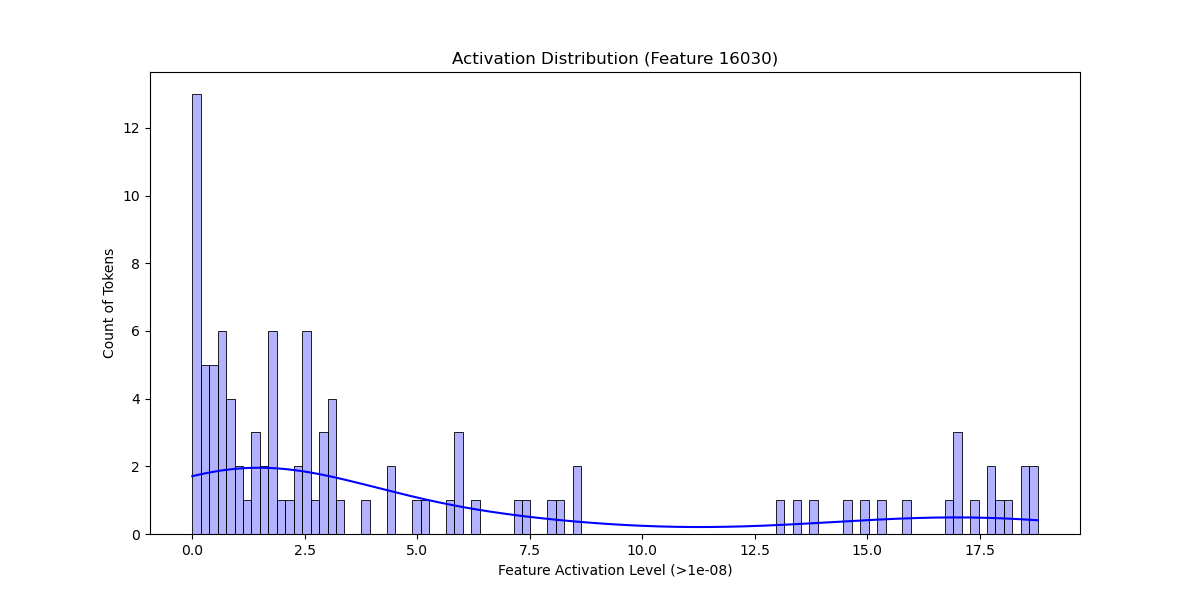 Activation Distribution (Feature 16030)
Count of Tokens
12
10
8
6
4
2
0
0.0 2.5 5.0 7.5 10.0 12.5 15.0 17.5
Feature Activation Level (>1e-08)